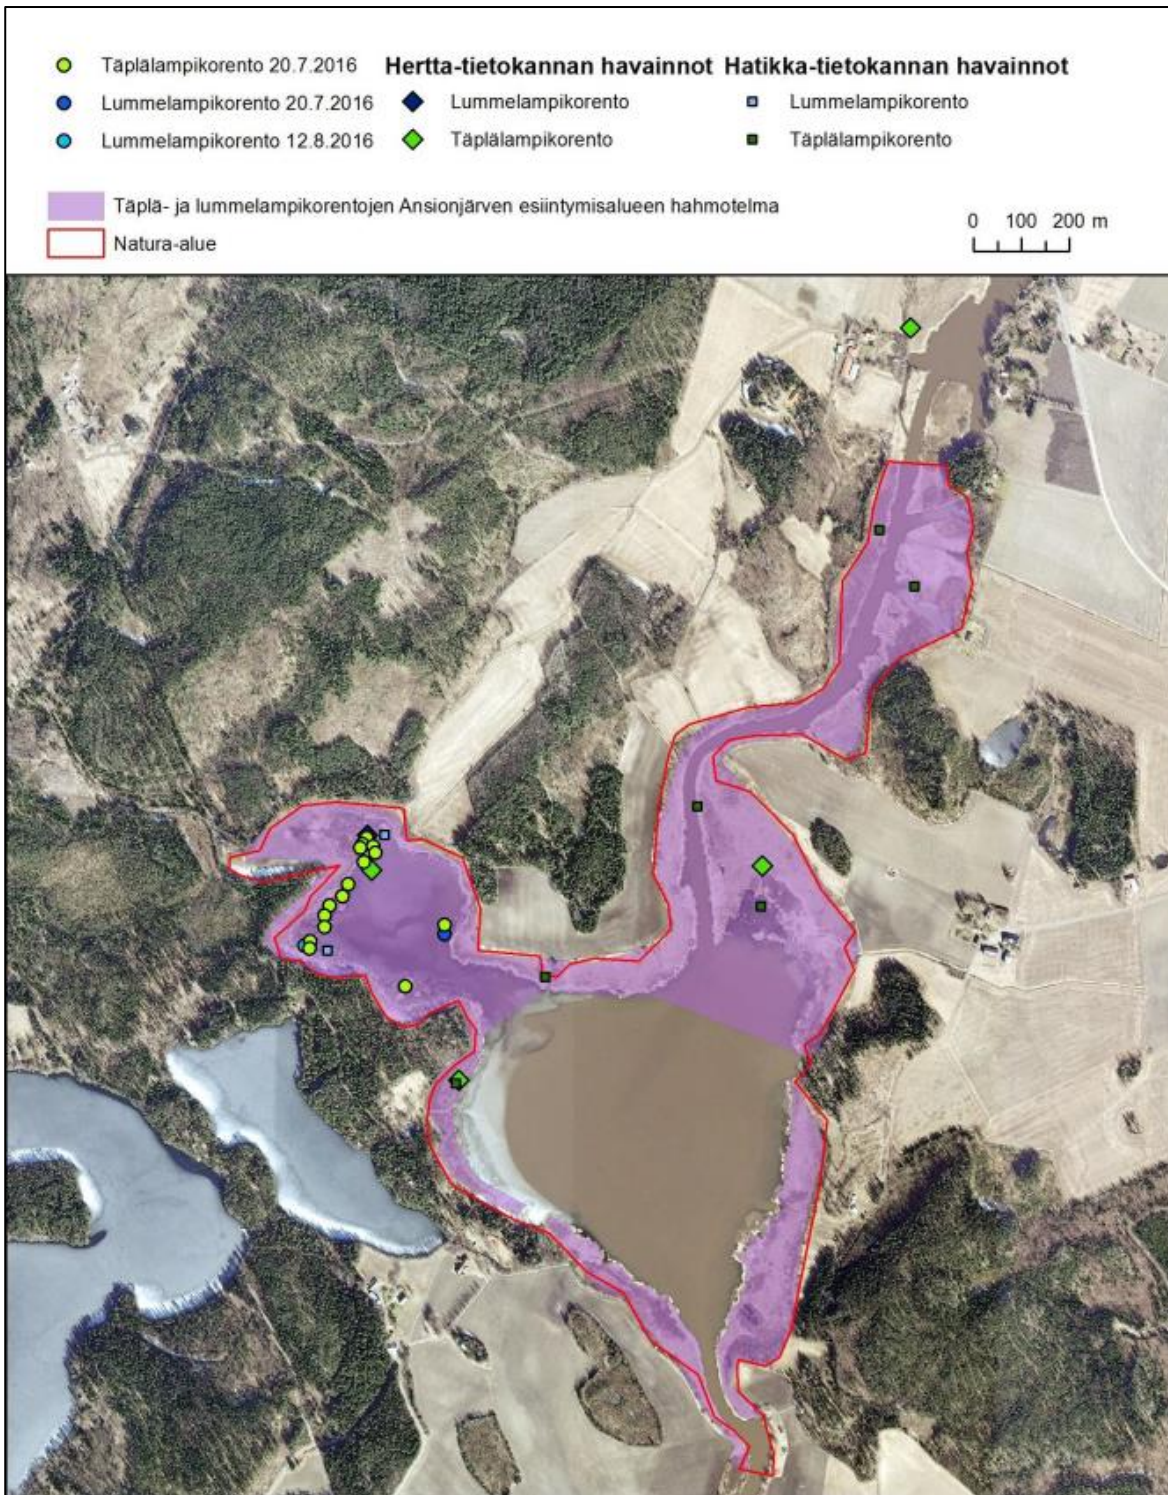 Täplälampikorento 20.7.2016 Hertta-tietokannan havainnot Hatikka-tietokannan havainnot
Lummelampikorento 20.7.2016 Lummelampikorento Lummelampikorento
Lummelampikorento 12.8.2016 Täplälampikorento Täplälampikorento
Täplä- ja lummelampikorentojen Ansionjärven esiintymisalueen hahmotelma
Natura-alue
0 100 200 m